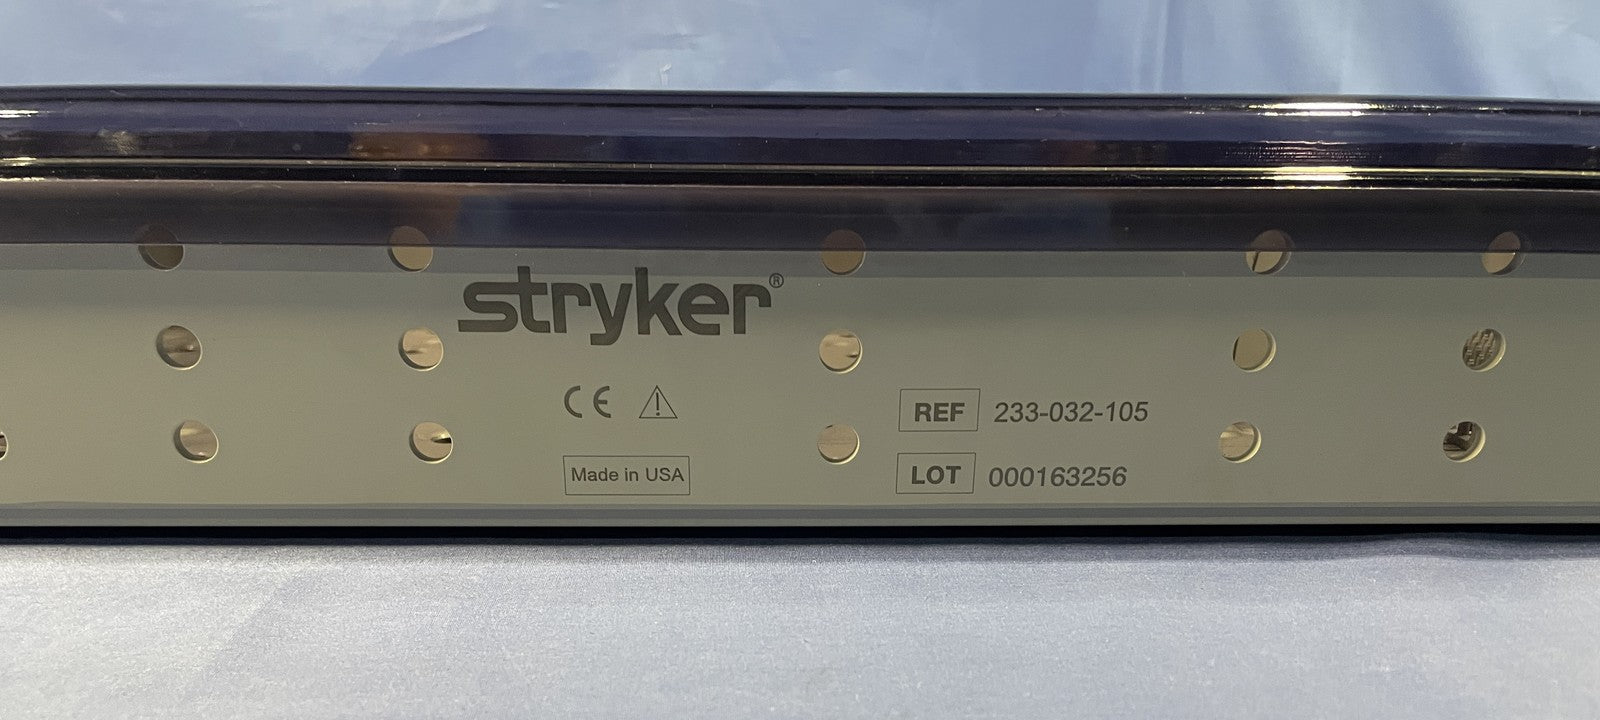 stryker®
CE
REF 233-032-105
Made in USA
LOT 000163256